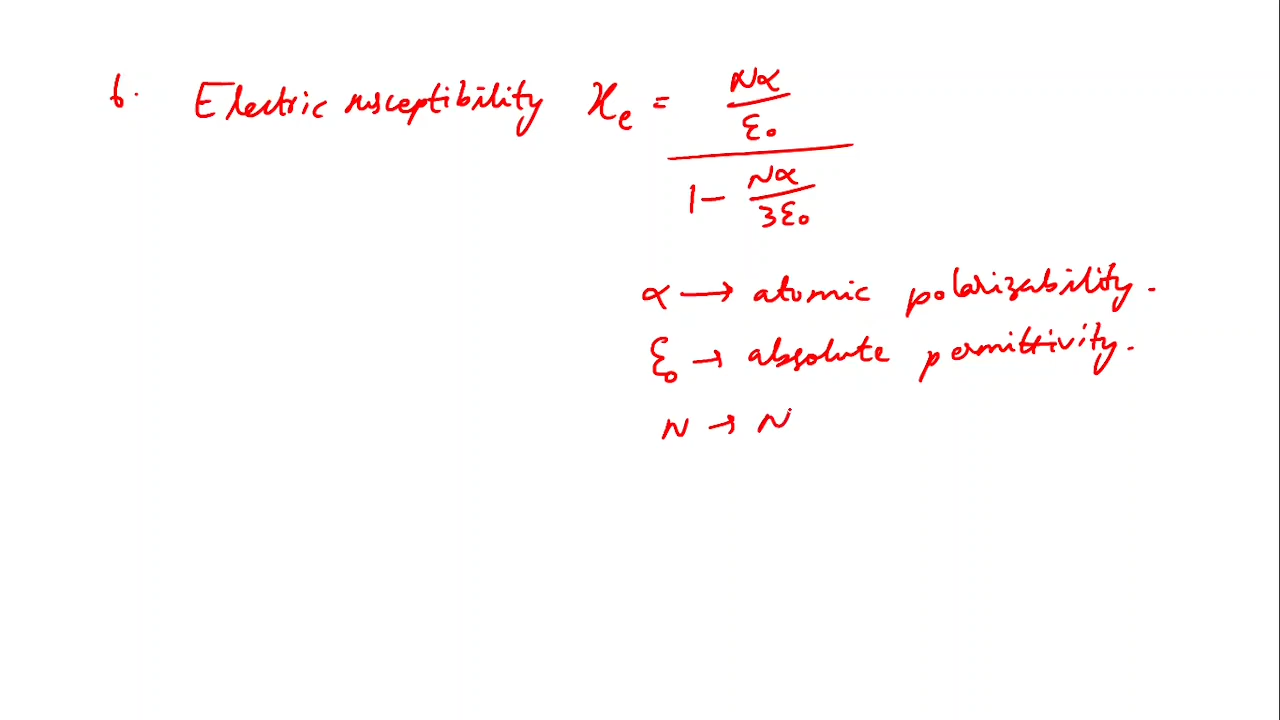 6. Electric susceptibility χe = (Nα/ε0) / (1 - Nα/3ε0)
α → atomic polarizability.
ε0 → absolute permittivity.
N → N